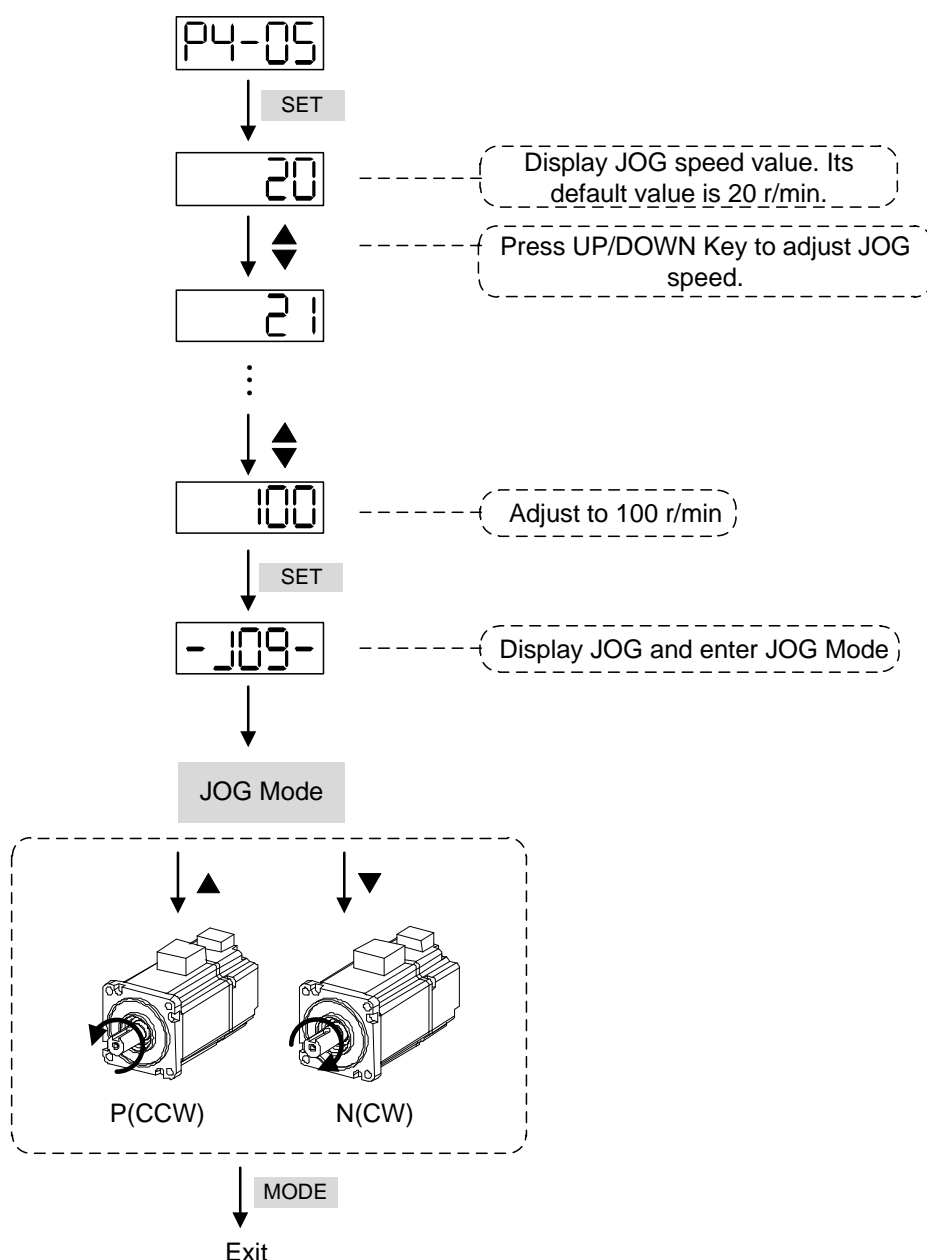 P4-05
SET
20
Display JOG speed value. Its
default value is 20 r/min.
Press UP/DOWN Key to adjust JOG
speed.
21
100
Adjust to 100 r/min
SET
-JOG-
Display JOG and enter JOG Mode
JOG Mode
P(CCW)
N(CW)
MODE
Exit